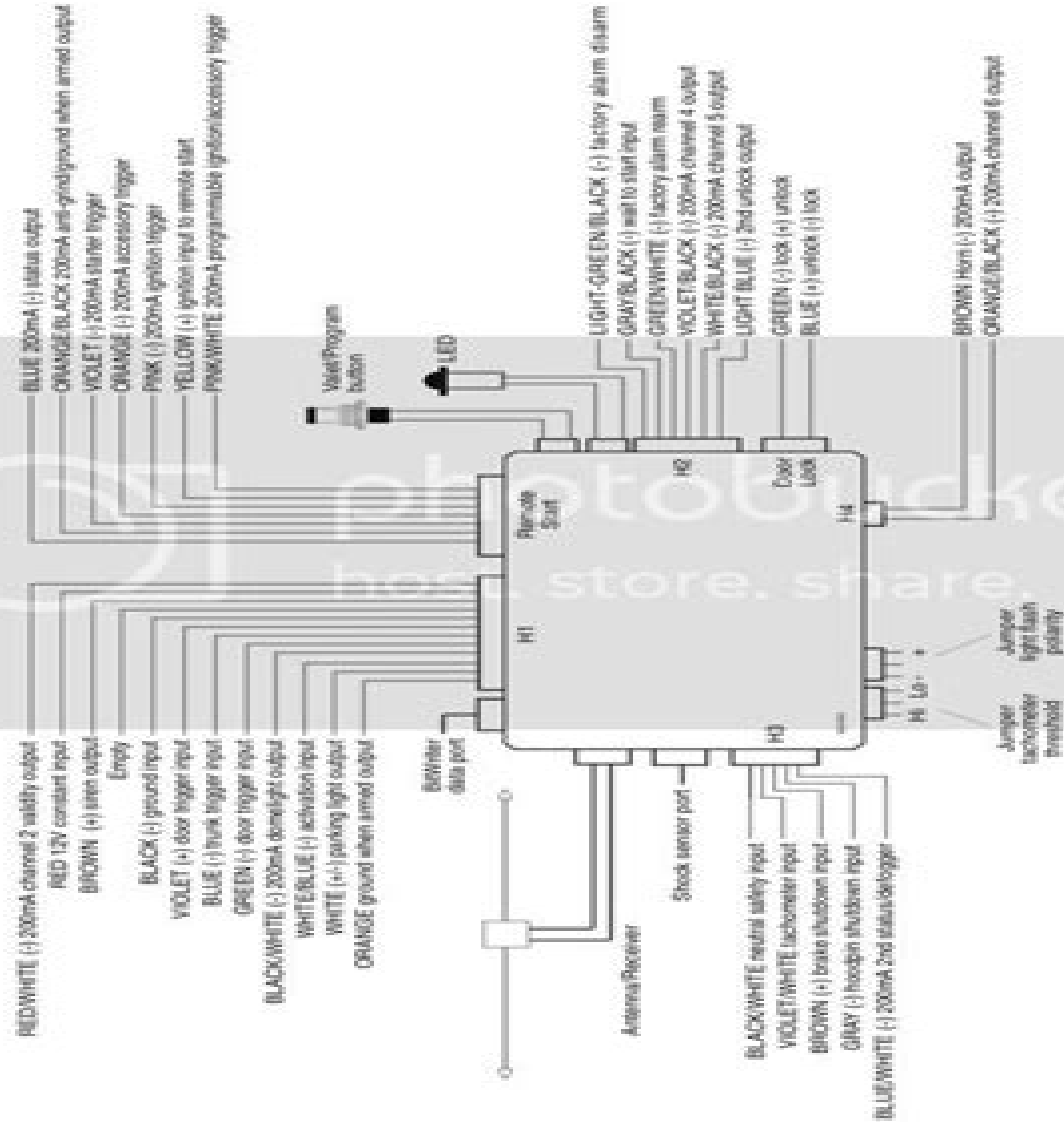 RED/WHITE (-) 200mA channel 2 validity output
RED 12V constant input
BROWN (+) siren output
Empty
BLACK (-) ground input
VIOLET (+) door trigger input
BLUE (-) trunk trigger input
GREEN (-) door trigger input
BLACK/WHITE (-) 200mA domelight output
WHITE/BLUE (-) activation input
WHITE (+/-) parking light output
ORANGE ground when armed output
BLUE 200mA (-) status output
ORANGE/BLACK 200mA anti-grind/ground when armed output
VIOLET (-) 200mA starter trigger
ORANGE (-) 200mA accessory trigger
PINK (-) 200mA ignition trigger
YELLOW (+) ignition input to remote start
PINK/WHITE 200mA programmable ignition/accessory trigger
Valet/Program
button
LED
Bitwriter
data port
H1
Remote
Start
H2
Door
Lock
H3
H4
Antenna/Receiver
Shock sensor port
LIGHT-GREEN/BLACK (-) factory alarm disarm
GRAY/BLACK (-) wait to start input
GREEN/WHITE (-) factory alarm rearm
VIOLET/BLACK (-) 200mA channel 4 output
WHITE/BLACK (-) 200mA channel 5 output
LIGHT BLUE (-) 2nd unlock output
GREEN (-) lock (+) unlock
BLUE (+) unlock (-) lock
BLACK/WHITE neutral safety input
VIOLET/WHITE tachometer input
BROWN (+) brake shutdown input
GRAY (-) hoodpin shutdown input
BLUE/WHITE (-) 200mA 2nd status/defogger
Hi Lo - +
Jumper
tachometer
threshold
Jumper
light flash
polarity
BROWN Horn (-) 200mA output
ORANGE/BLACK (-) 200mA channel 6 output
photobucke
host. store. share.